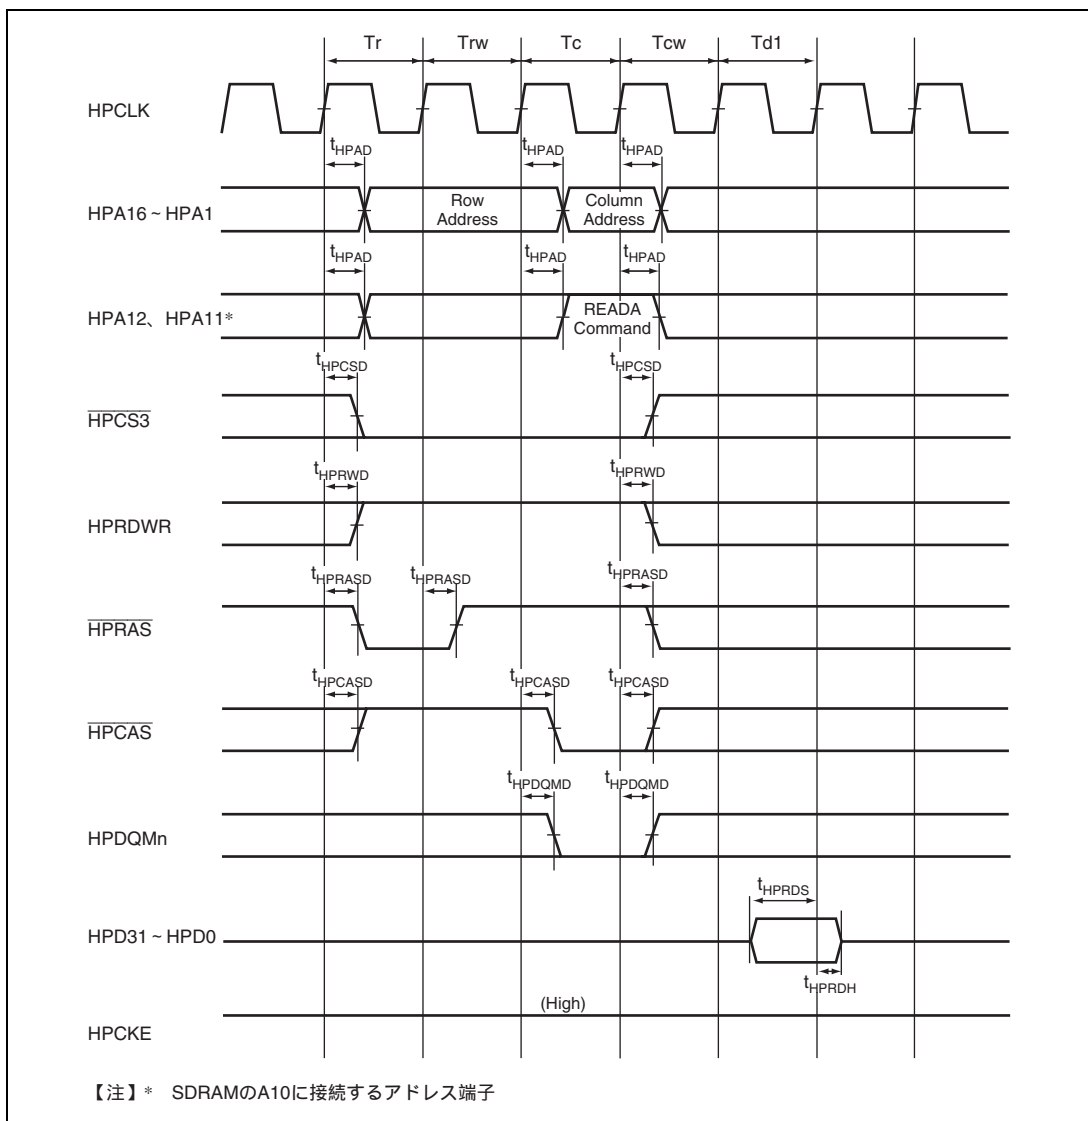 Tr Trw Tc Tcw Td1
HPCLK
tHPAD tHPAD tHPAD
HPA16 ~ HPA1
Row
Address
Column
Address
tHPAD tHPAD tHPAD
HPA12、HPA11*
READA
Command
tHPCSD tHPCSD
HPCS3
tHPRWD tHPRWD
HPRDWR
tHPRASD tHPRASD tHPRASD
HPRAS
tHPCASD tHPCASD tHPCASD
HPCAS
tHPDQMD tHPDQMD
HPDQMn
tHPRDS
HPD31 ~ HPD0
tHPRDH
(High)
HPCKE
【注】* SDRAMのA10に接続するアドレス端子